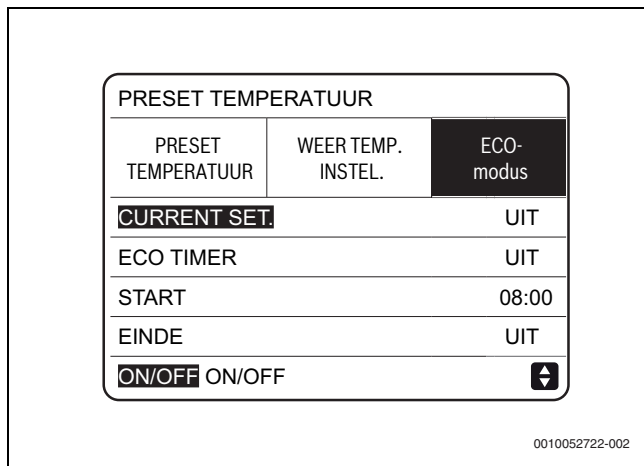 PRESET TEMPERATUUR
PRESET TEMPERATUUR
WEER TEMP. INSTEL.
ECO- modus
CURRENT SET. UIT
ECO TIMER UIT
START 08:00
EINDE UIT
ON/OFF ON/OFF
0010052722-002